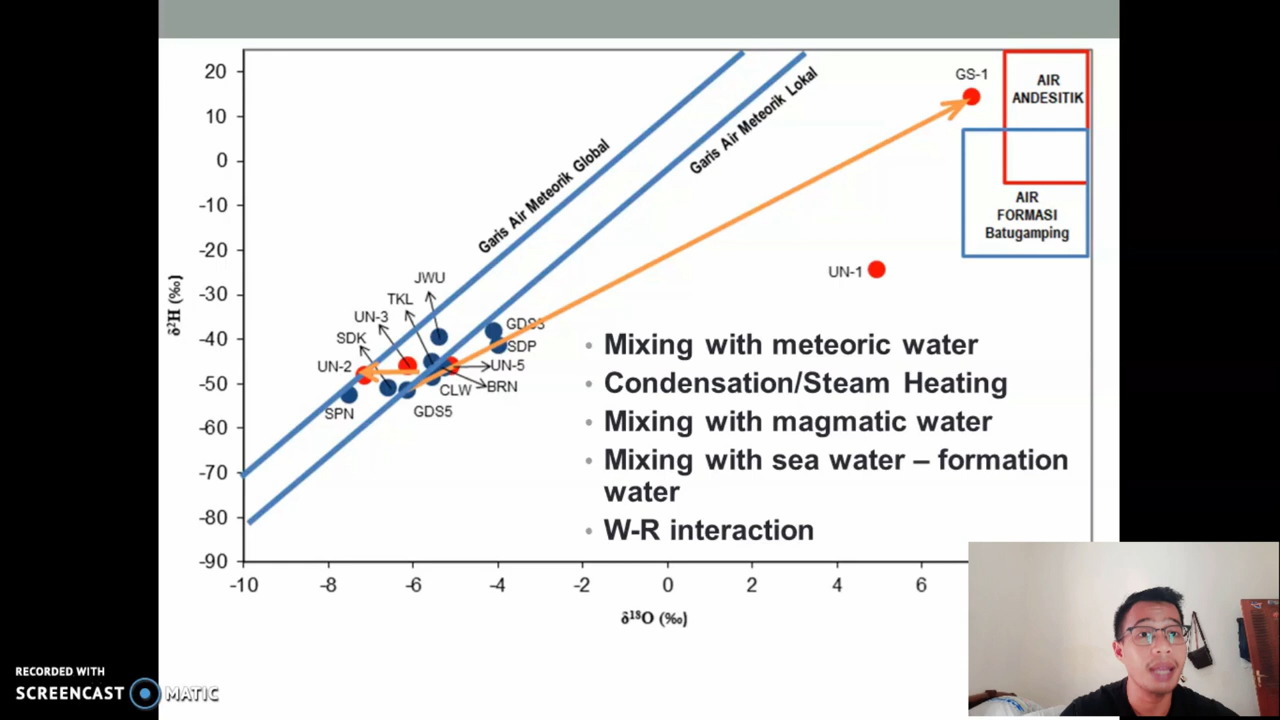 20
10
0
-10
-20
-30
-40
-50
-60
-70
-80
-90
-10
-8
-6
-4
-2
0
2
4
6
δ²H (‰)
δ¹⁸O (‰)
Garis Air Meteorik Global
Garis Air Meteorik Lokal
GS-1
AIR
ANDESITIK
AIR
FORMASI
Batugamping
UN-1
JWU
TKL
UN-3
SDK
UN-2
SPN
GDS3
SDP
UN-5
BRN
CLW
GDS5
• Mixing with meteoric water
• Condensation/Steam Heating
• Mixing with magmatic water
• Mixing with sea water – formation
water
• W-R interaction
RECORDED WITH
SCREENCAST MATIC